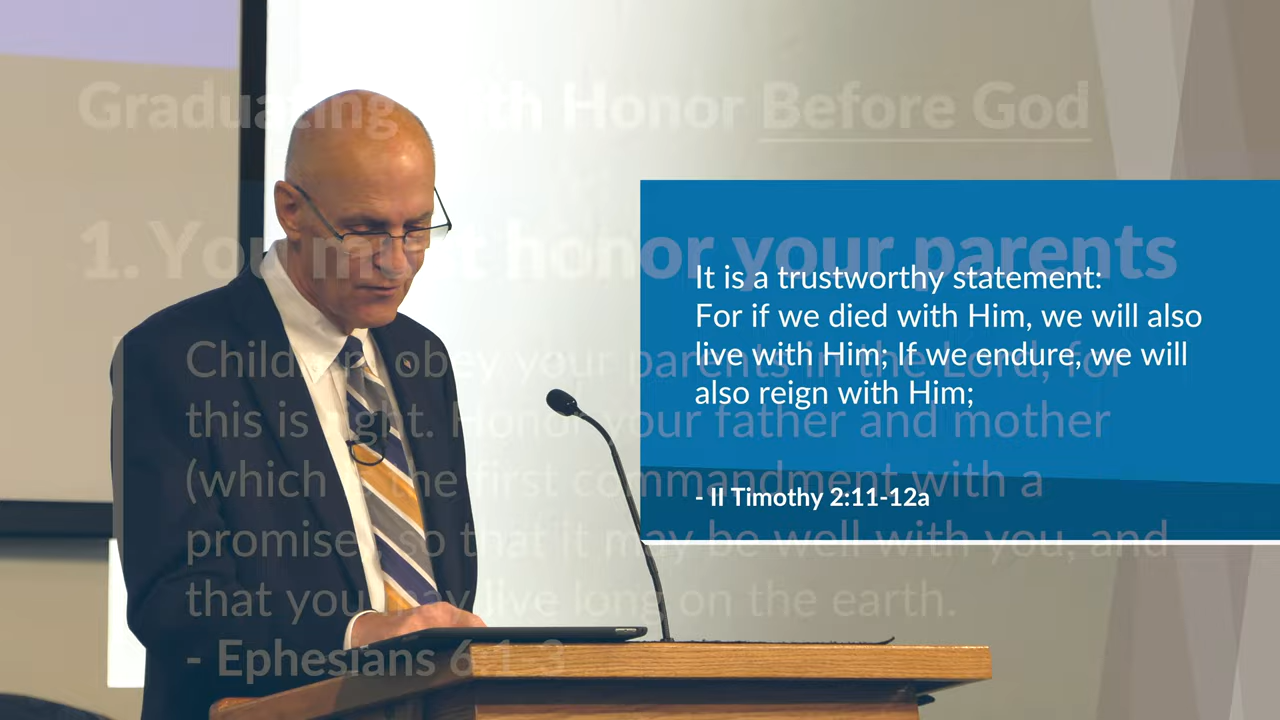 Graduating with Honor Before God
1. You must honor your parents
It is a trustworthy statement:
For if we died with Him, we will also
live with Him; If we endure, we will
also reign with Him;
- II Timothy 2:11-12a
Children, obey your parents in the Lord, for
this is right. Honor your father and mother
(which is the first commandment with a
promise), so that it may be well with you, and
that you may live long on the earth.
- Ephesians 6:1-3